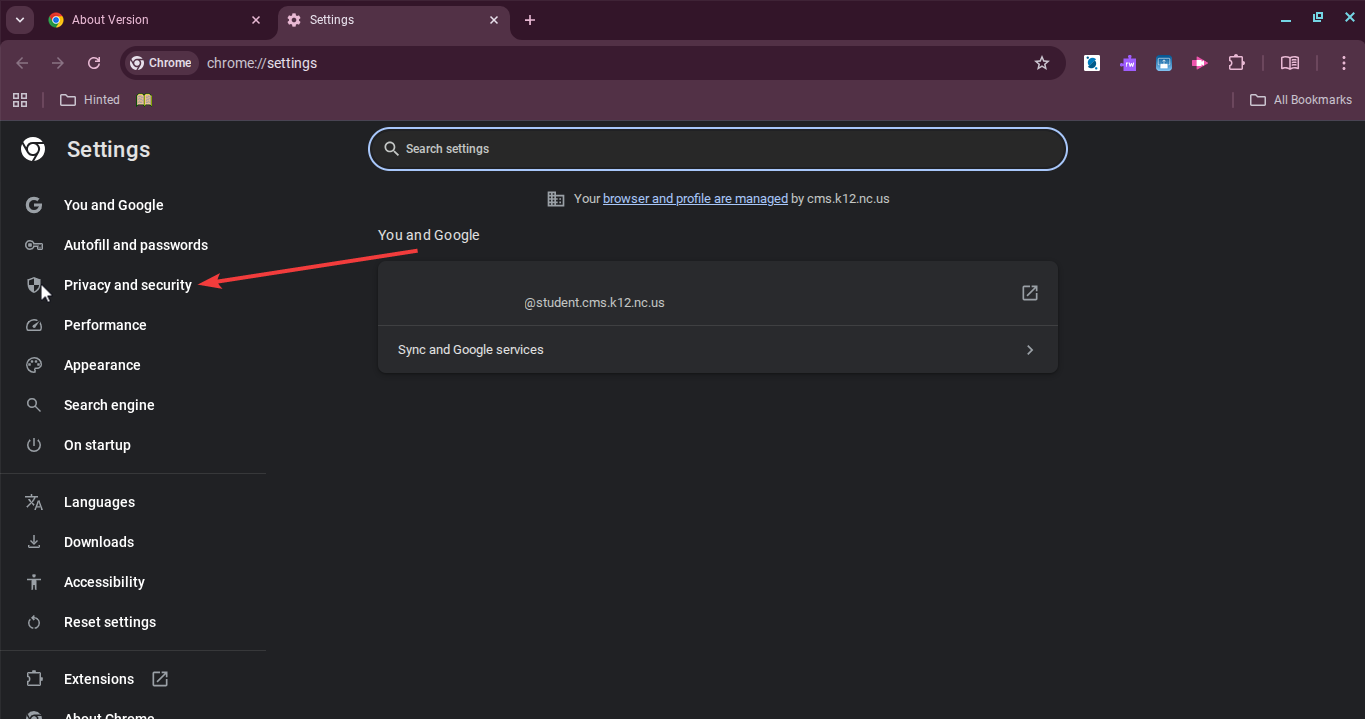 About Version
Settings
Chrome
chrome://settings
Hinted
All Bookmarks
Settings
Search settings
Your browser and profile are managed by cms.k12.nc.us
You and Google
Autofill and passwords
Privacy and security
Performance
Appearance
Search engine
On startup
Languages
Downloads
Accessibility
Reset settings
Extensions
About Chrome
You and Google
@student.cms.k12.nc.us
Sync and Google services